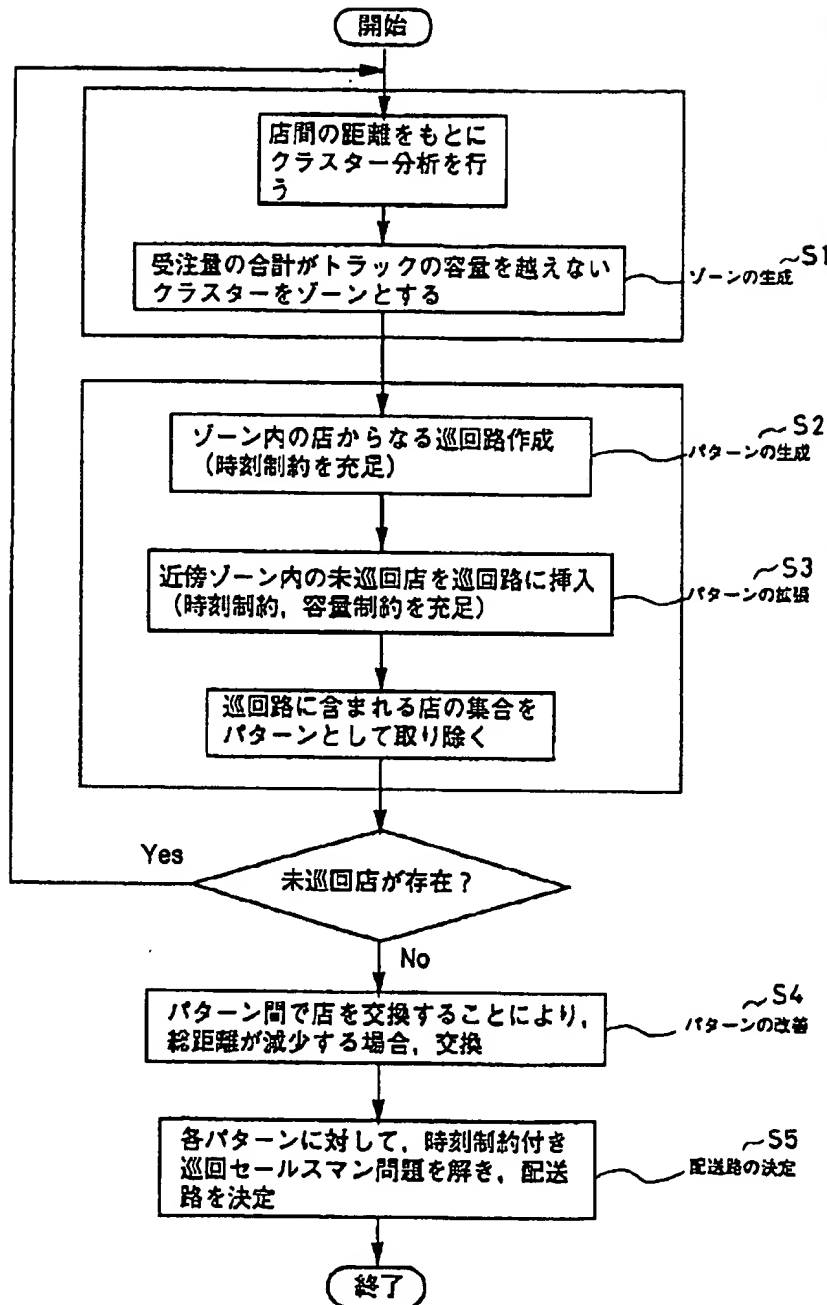 開始
店間の距離をもとに
クラスター分析を行
う
受注量の合計がトラックの容量を越えない
クラスターをゾーンとする
~S1
ゾーンの生成
ゾーン内の店からなる巡回路作成
(時刻制約を充足)
~S2
パターンの生成
近傍ゾーン内の未巡回店を巡回路に挿入
(時刻制約,容量制約を充足)
~S3
パターンの拡張
巡回路に含まれる店の集合を
パターンとして取り除く
Yes
未巡回店が存在?
No
パターン間で店を交換することにより,
総距離が減少する場合,交換
~S4
パターンの改善
各パターンに対して,時刻制約付き
巡回セールスマン問題を解き,配送
路を決定
~S5
配送路の決定
終了